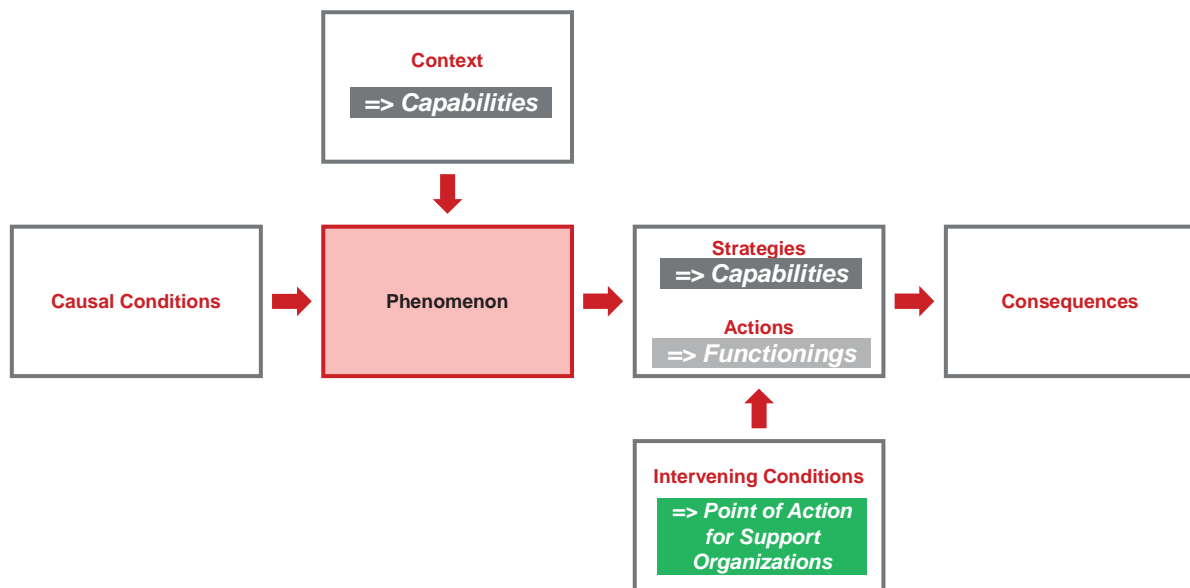 Context
=> Capabilities
Causal Conditions
Phenomenon
Strategies
=> Capabilities
Actions
=> Functionings
Consequences
Intervening Conditions
=> Point of Action
for Support
Organizations